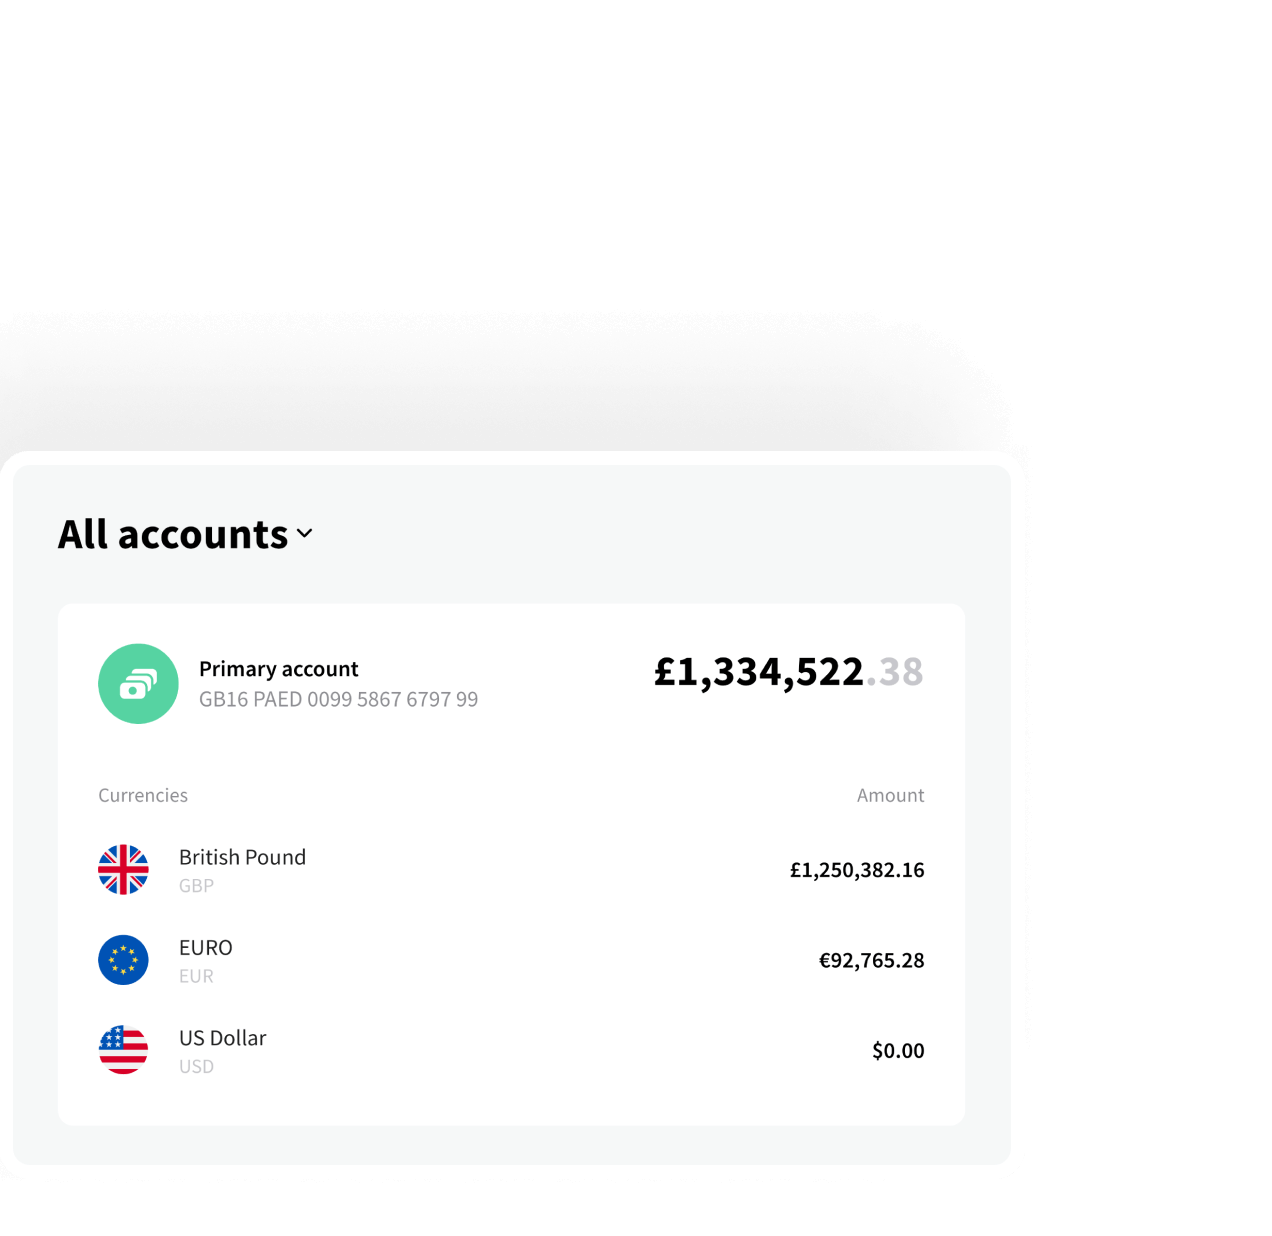 All accounts
Primary account
GB16 PAED 0099 5867 6797 99
£1,334,522.38
Currencies
Amount
British Pound
GBP
£1,250,382.16
EURO
EUR
€92,765.28
US Dollar
USD
$0.00